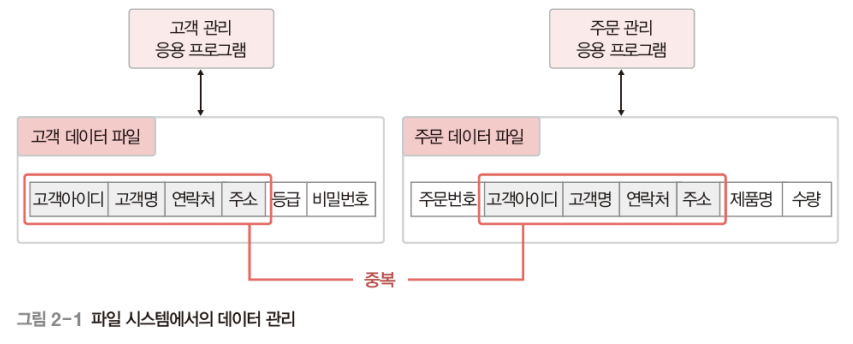 고객 관리
응용 프로그램
주문 관리
응용 프로그램
고객 데이터 파일
주문 데이터 파일
고객아이디 고객명 연락처 주소 등급 비밀번호
주문번호 고객아이디 고객명 연락처 주소 제품명 수량
중복
그림 2-1 파일 시스템에서의 데이터 관리